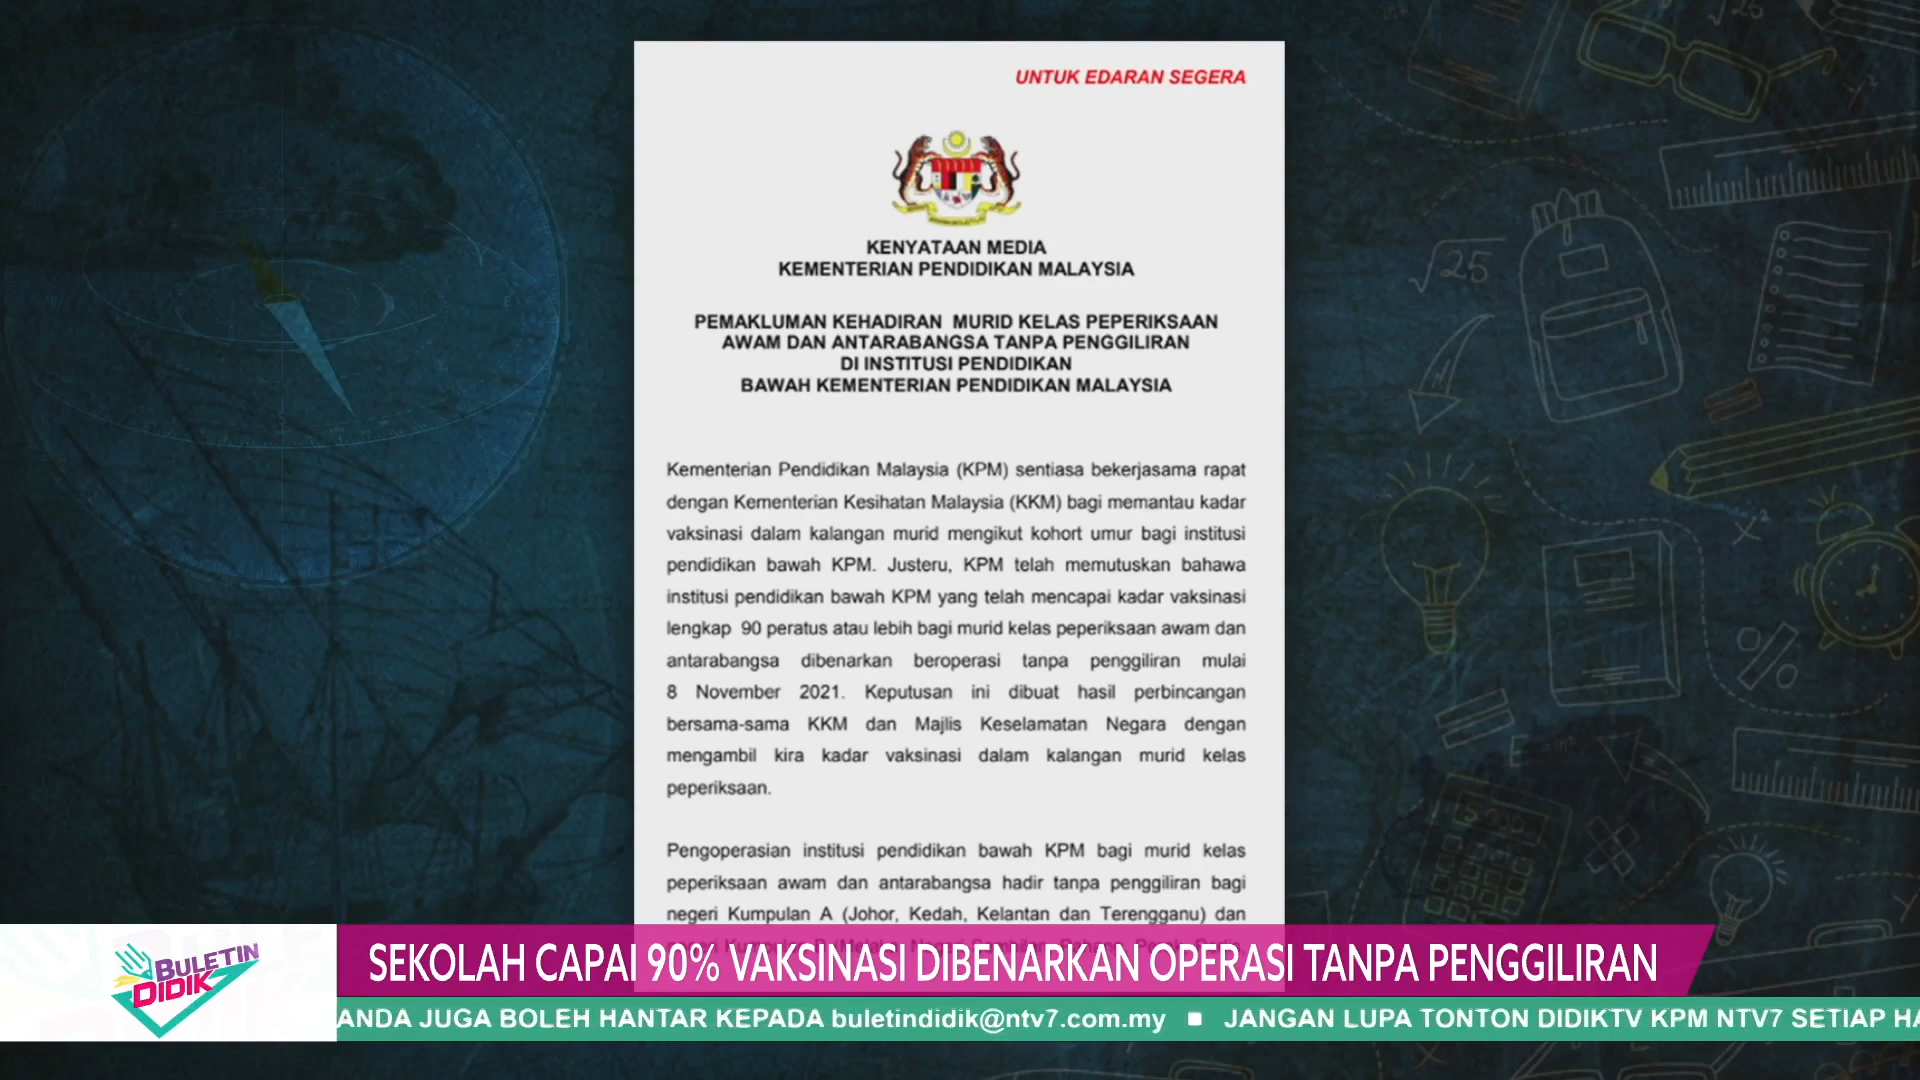 UNTUK EDARAN SEGERA
KENYATAAN MEDIA
KEMENTERIAN PENDIDIKAN MALAYSIA
PEMAKLUMAN KEHADIRAN MURID KELAS PEPERIKSAAN
AWAM DAN ANTARABANGSA TANPA PENGGILIRAN
DI INSTITUSI PENDIDIKAN
BAWAH KEMENTERIAN PENDIDIKAN MALAYSIA
Kementerian Pendidikan Malaysia (KPM) sentiasa bekerjasama rapat
dengan Kementerian Kesihatan Malaysia (KKM) bagi memantau kadar
vaksinasi dalam kalangan murid mengikut kohort umur bagi institusi
pendidikan bawah KPM. Justeru, KPM telah memutuskan bahawa
institusi pendidikan bawah KPM yang telah mencapai kadar vaksinasi
lengkap 90 peratus atau lebih bagi murid kelas peperiksaan awam dan
antarabangsa dibenarkan beroperasi tanpa penggiliran mulai
8 November 2021. Keputusan ini dibuat hasil perbincangan
bersama-sama KKM dan Majlis Keselamatan Negara dengan
mengambil kira kadar vaksinasi dalam kalangan murid kelas
peperiksaan.
Pengoperasian institusi pendidikan bawah KPM bagi murid kelas
peperiksaan awam dan antarabangsa hadir tanpa penggiliran bagi
negeri Kumpulan A (Johor, Kedah, Kelantan dan Terengganu) dan
BULETIN
DIDIK
SEKOLAH CAPAI 90% VAKSINASI DIBENARKAN OPERASI TANPA PENGGILIRAN
ANDA JUGA BOLEH HANTAR KEPADA buletindidik@ntv7.com.my ■ JANGAN LUPA TONTON DIDIKTV KPM NTV7 SETIAP HA
√25
√25
x²
%